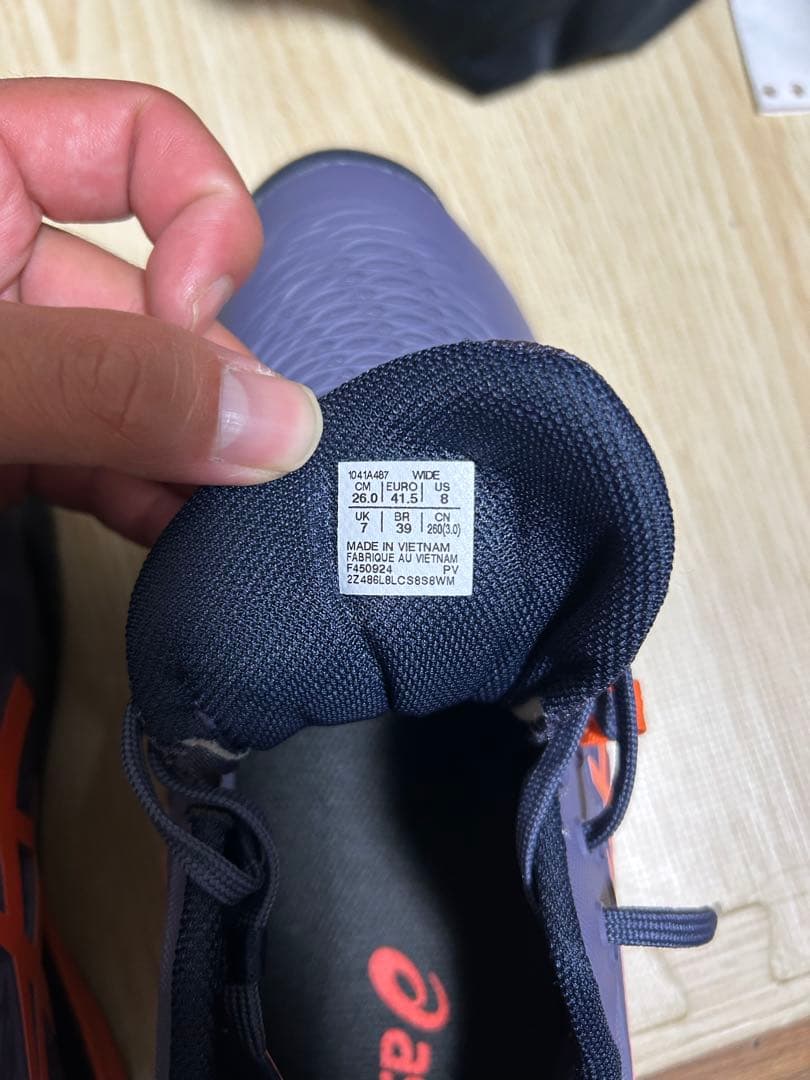 1041A487 WIDE
CM EURO US
26.0 41.5 8
UK BR CN
7 39 260(3.0)
MADE IN VIETNAM
FABRIQUE AU VIETNAM
F450924 PV
2Z486L8LCS8S8WM
as